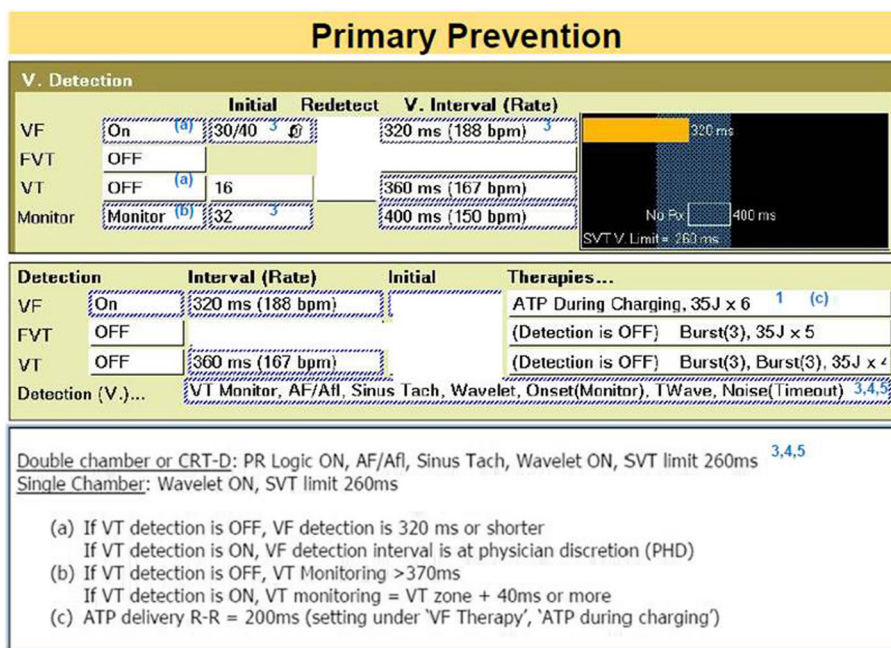 Primary Prevention
V. Detection
Initial Redetect V. Interval (Rate)
VF On (a) 30/40 3 320 ms (188 bpm) 3 320 ms
FVT OFF
VT OFF (a) 16 360 ms (167 bpm)
Monitor Monitor (b) 32 3 400 ms (150 bpm) No Rx 400 ms
SVT V. Limit = 260 ms
Detection Interval (Rate) Initial Therapies...
VF On 320 ms (188 bpm) ATP During Charging, 35J x 6 1 (c)
FVT OFF (Detection is OFF) Burst(3), 35J x 5
VT OFF 360 ms (167 bpm) (Detection is OFF) Burst(3), Burst(3), 35J x 4
Detection (V.)... VT Monitor, AF/Afl, Sinus Tach, Wavelet, Onset(Monitor), TWave, Noise(Timeout) 3,4,5
Double chamber or CRT-D: PR Logic ON, AF/Afl, Sinus Tach, Wavelet ON, SVT limit 260ms 3,4,5
Single Chamber: Wavelet ON, SVT limit 260ms
(a) If VT detection is OFF, VF detection is 320 ms or shorter
If VT detection is ON, VF detection interval is at physician discretion (PHD)
(b) If VT detection is OFF, VT Monitoring >370ms
If VT detection is ON, VT monitoring = VT zone + 40ms or more
(c) ATP delivery R-R = 200ms (setting under 'VF Therapy', 'ATP during charging')